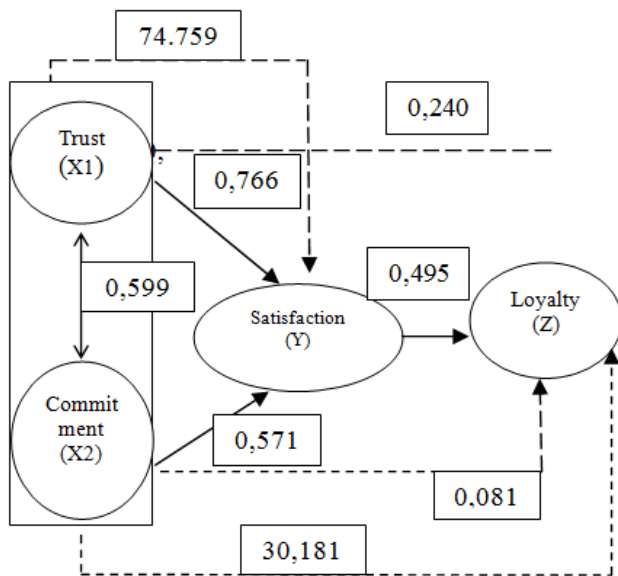 74.759
Trust
(X1)
0,240
,
0,766
0,599
0,495
Satisfaction
(Y)
Loyalty
(Z)
Commit
ment
(X2)
0,571
0,081
30,181